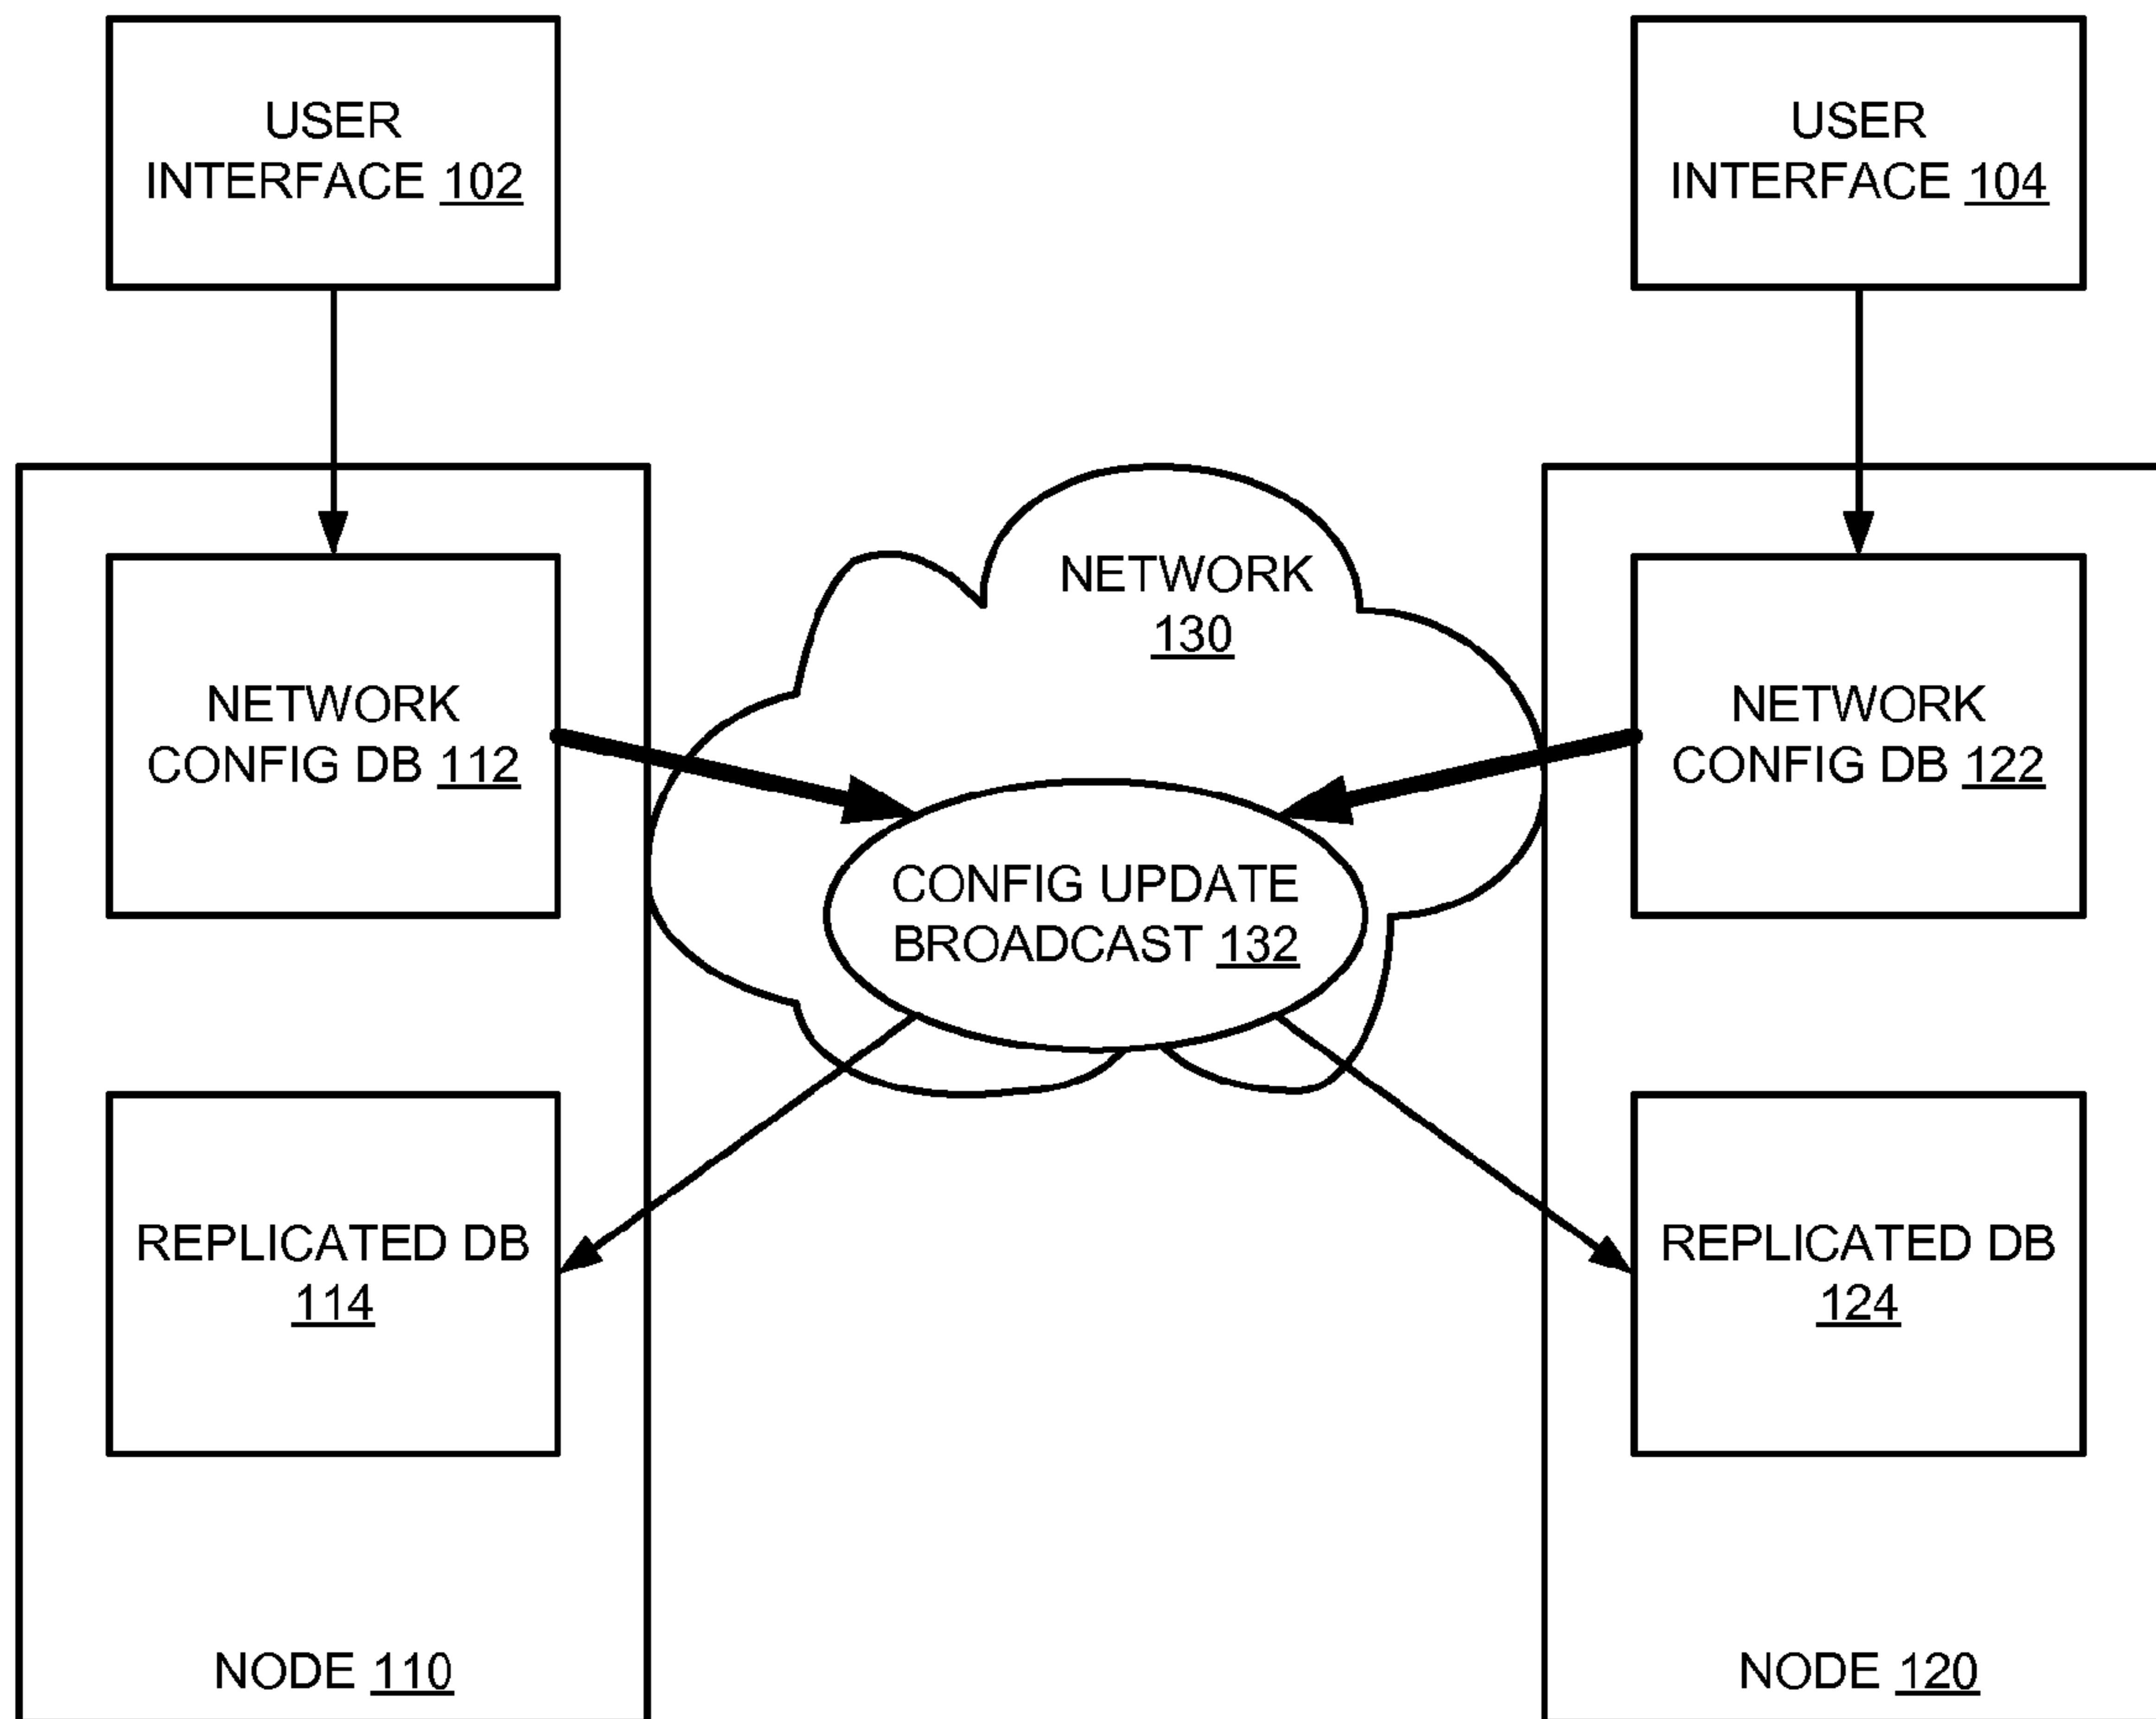 USER
INTERFACE 102
USER
INTERFACE 104
NETWORK
130
NETWORK
CONFIG DB 112
NETWORK
CONFIG DB 122
CONFIG UPDATE
BROADCAST 132
REPLICATED DB
114
REPLICATED DB
124
NODE 110
NODE 120